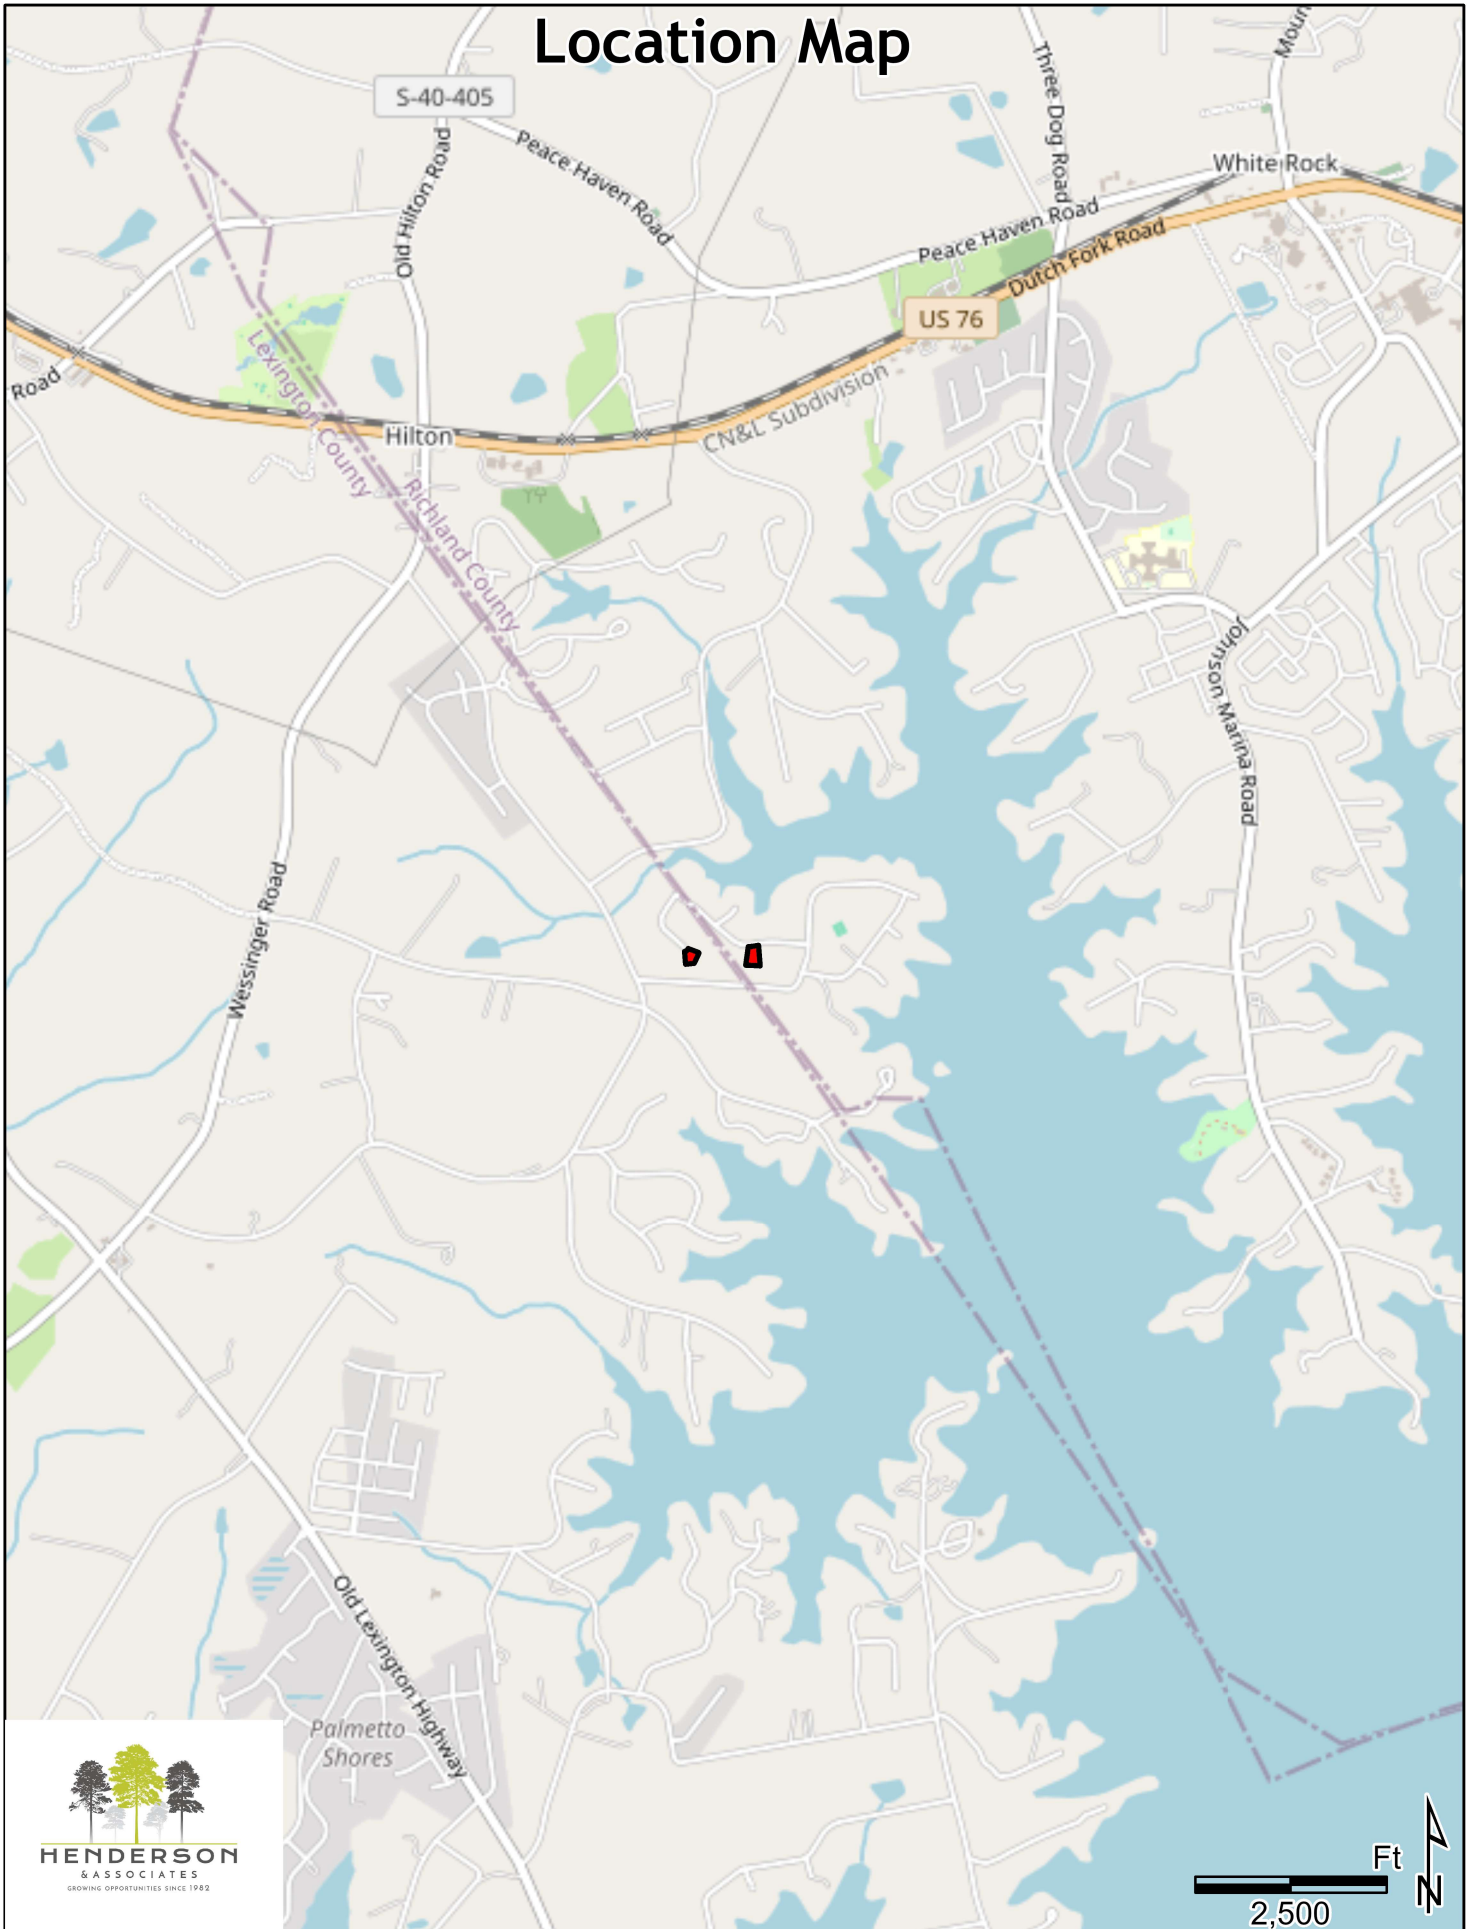 Location Map
Moun
S-40-405
Three Dog Road
Old Hilton Road
Peace Haven Road
White Rock
Peace Haven Road
Dutch Fork Road
US 76
Road
Lexington County
CN&L Subdivision
Hilton
Richland County
Johnson Marina Road
Wessinger Road
Old Lexington Highway
Palmetto
Shores
HENDERSON
& ASSOCIATES
GROWING OPPORTUNITIES SINCE 1982
Ft
N
2,500